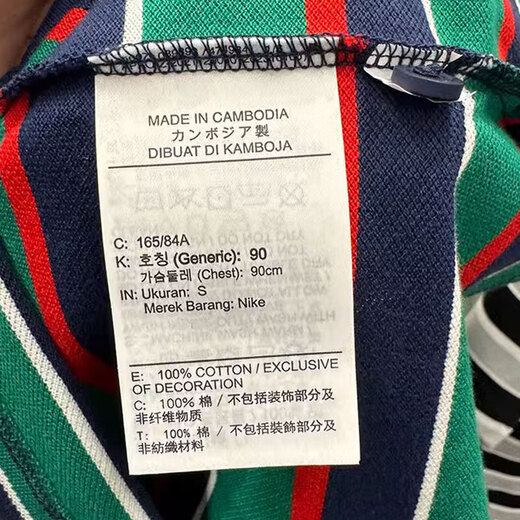 MADE IN CAMBODIA
カンボジア製
DIBUAT DI KAMBOJA
C: 165/84A
K: 호칭 (Generic): 90
가슴둘레 (Chest): 90cm
IN: Ukuran: S
Merek Barang: Nike
E: 100% COTTON / EXCLUSIVE
OF DECORATION
C: 100% 棉 / 不包括装饰部分及
非纤维物质
T: 100% 棉 / 不包括裝飾部分及
非紡織材料